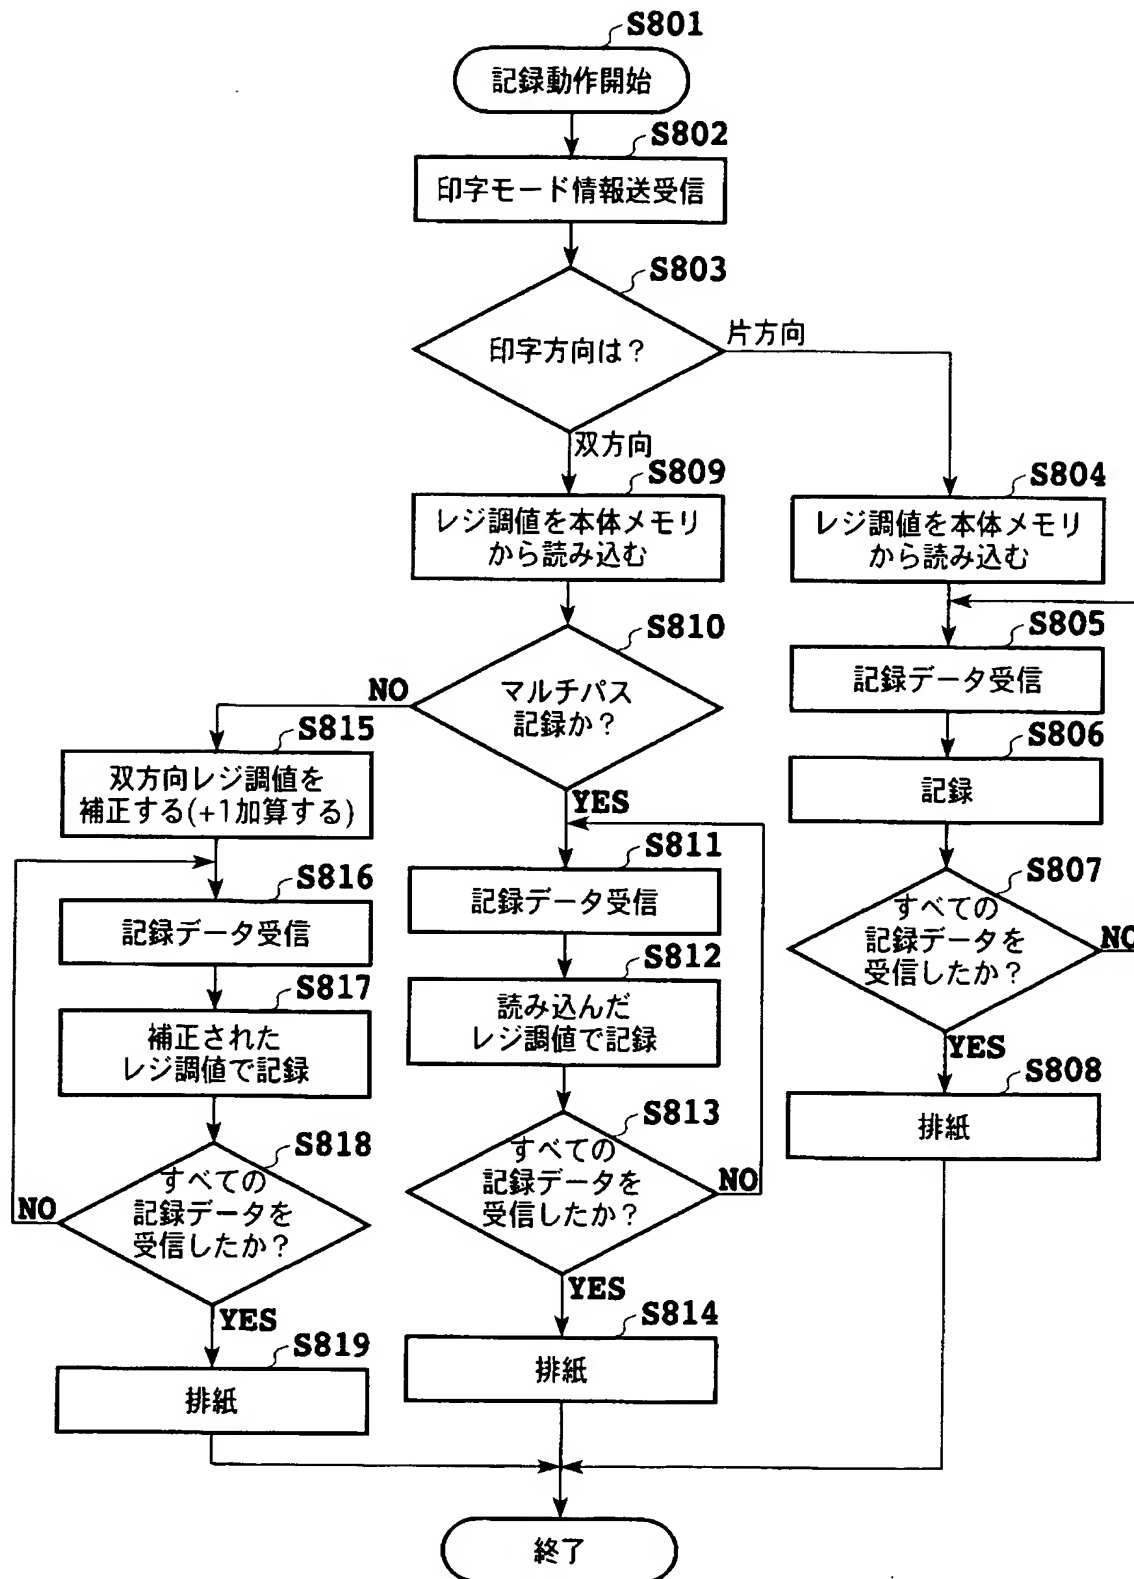 S801
記録動作開始
S802
印字モード情報送受信
S803
印字方向は?
片方向
双方向
S809
レジ調値を本体メモリ
から読み込む
S804
レジ調値を本体メモリ
から読み込む
S810
マルチパス
記録か?
NO
YES
S805
記録データ受信
S806
記録
S807
すべての
記録データを
受信したか?
NO
YES
S808
排紙
S815
双方向レジ調値を
補正する(+1加算する)
S816
記録データ受信
S817
補正された
レジ調値で記録
S818
すべての
記録データを
受信したか?
NO
YES
S819
排紙
S811
記録データ受信
S812
読み込んだ
レジ調値で記録
S813
すべての
記録データを
受信したか?
NO
YES
S814
排紙
終了